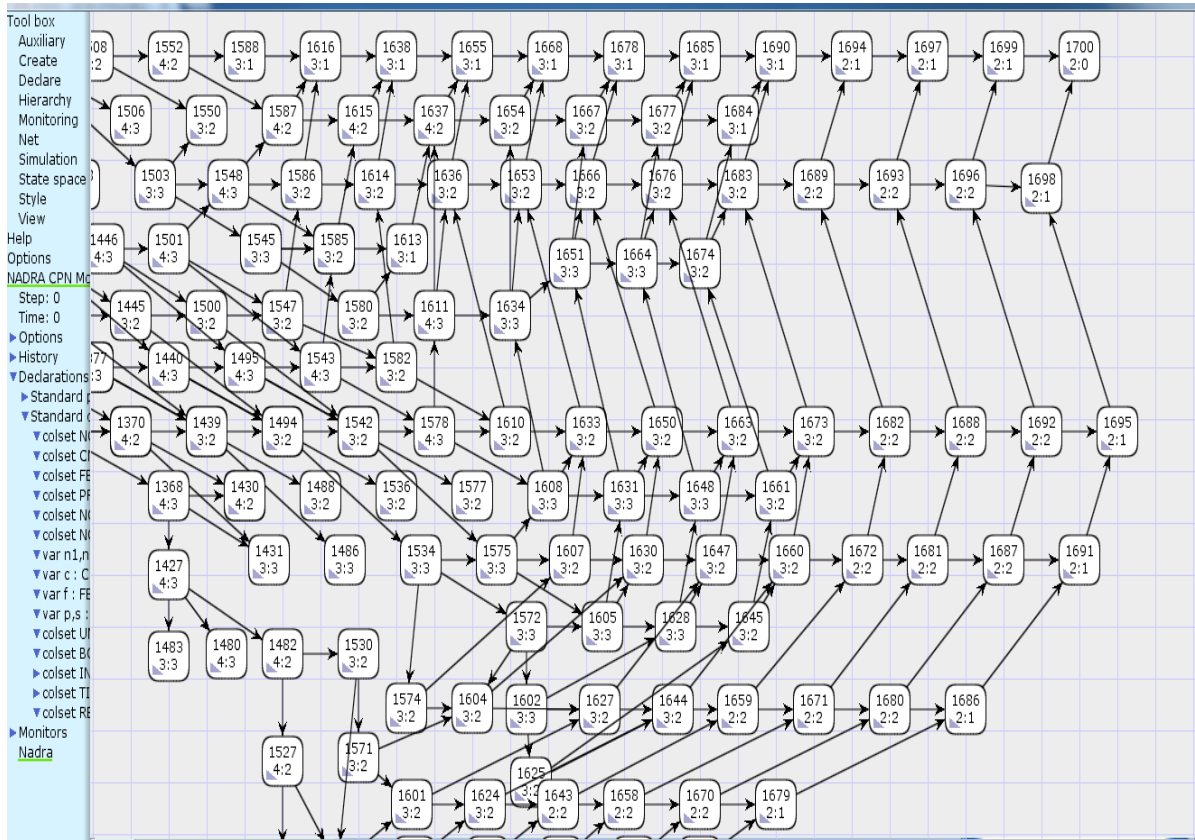 Tool box
Auxiliary
Create
Declare
Hierarchy
Monitoring
Net
Simulation
State space
Style
View
Help
Options
NADRA CPN Mo
Step: 0
Time: 0
Options
History
Declarations
Standard p
Standard d
colset NO
colset
colset FE
colset PR
colset NO
colset NO
var n1,n
var c : C
var f : FE
var p,s :
colset UN
colset BO
colset IN
colset TI
colset RE
Monitors
Nadra
508 1552 1588 1616 1638 1655 1668 1678 1685 1690 1694 1697 1699 1700
:2 4:2 3:1 3:1 3:1 3:1 3:1 3:1 3:1 3:1 2:1 2:1 2:1 2:0
1506 1550 1587 1615 1637 1654 1667 1677 1684
4:3 3:2 4:2 4:2 4:2 3:2 3:2 3:2 3:1
1503 1548 1586 1614 1636 1653 1666 1676 1683 1689 1693 1696 1698
3:3 4:3 3:2 3:2 3:2 3:2 3:2 3:2 3:2 2:2 2:2 2:2 2:1
1446 1501 1545 1585 1613 1651 1664 1674
4:3 4:3 3:3 3:2 3:1 3:3 3:3 3:2
1445 1500 1547 1580 1611 1634
3:2 3:2 3:2 3:2 4:3 3:3
377 1440 1495 1543 1582
:3 4:3 4:3 4:3 3:2
1370 1439 1494 1542 1578 1610 1633 1650 1663 1673 1682 1688 1692 1695
4:2 3:2 3:2 3:2 4:3 3:2 3:2 3:2 3:2 3:2 2:2 2:2 2:2 2:1
1368 1430 1488 1536 1577 1608 1631 1648 1661
4:3 4:2 3:2 3:2 3:2 3:3 3:3 3:3 3:2
1427 1431 1486 1534 1575 1607 1630 1647 1660 1672 1681 1687 1691
4:3 3:3 3:3 3:3 3:3 3:2 3:2 3:2 3:2 2:2 2:2 2:2 2:1
1483 1480 1482 1530 1572 1605 1628 1645
3:3 4:3 4:2 3:2 3:3 3:3 3:3 3:2
1574 1604 1602 1627 1644 1659 1671 1680 1686
3:2 3:2 3:3 3:2 3:2 2:2 2:2 2:2 2:1
1527 1571 1625
4:2 3:2 3:2
1601 1624 1643 1658 1670 1679
3:2 3:2 2:2 2:2 2:2 2:1